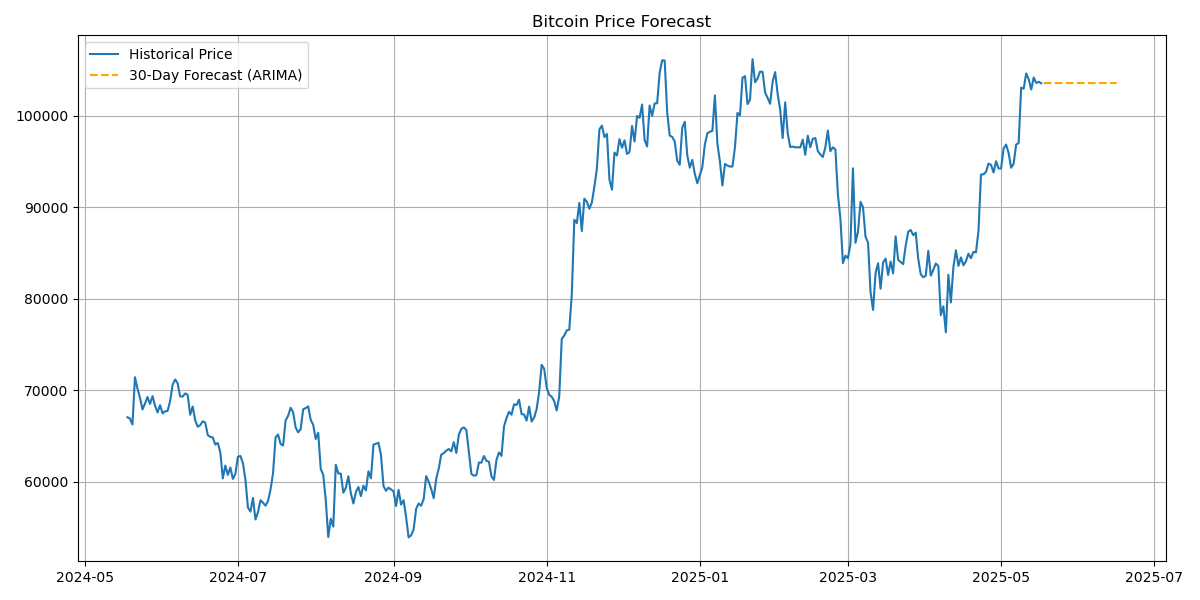 Bitcoin Price Forecast
Historical Price
30-Day Forecast (ARIMA)
100000
90000
80000
70000
60000
2024-05 2024-07 2024-09 2024-11 2025-01 2025-03 2025-05 2025-07